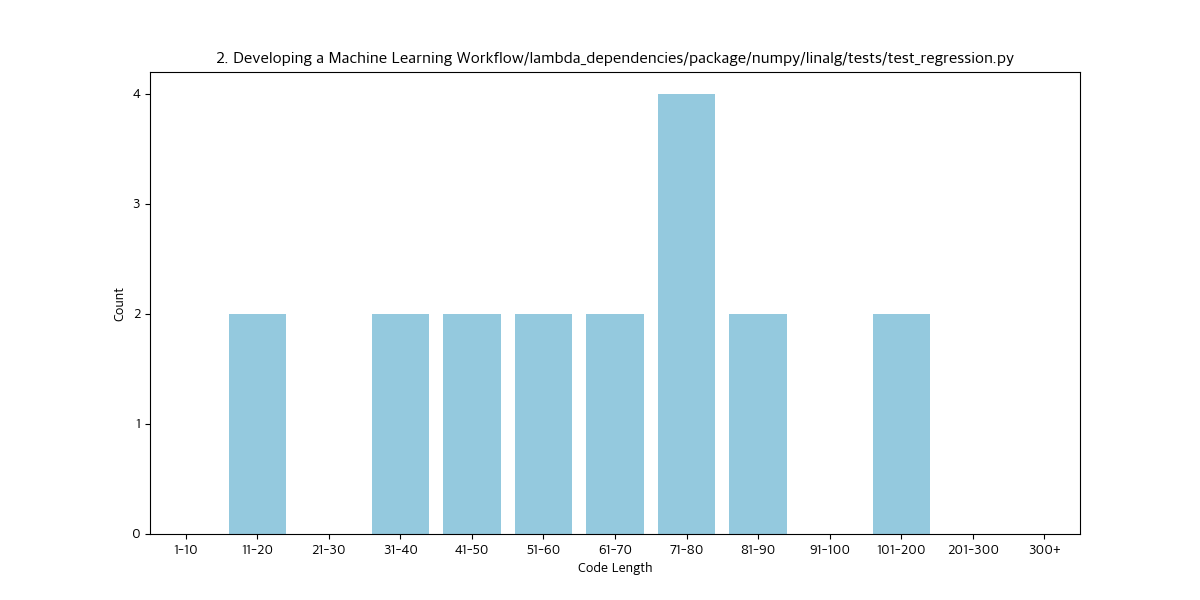 2. Developing a Machine Learning Workflow/lambda_dependencies/package/numpy/linalg/tests/test_regression.py
4
3
2
1
0
Count
1-10 11-20 21-30 31-40 41-50 51-60 61-70 71-80 81-90 91-100 101-200 201-300 300+
Code Length